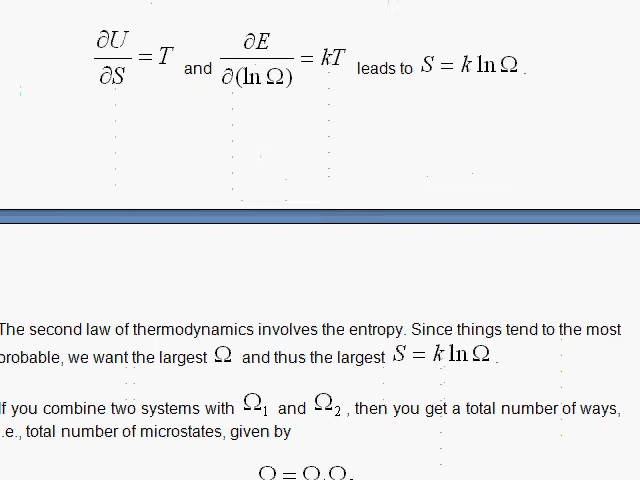 ∂U/∂S = T and ∂E/∂(ln Ω) = kT leads to S = k ln Ω .
The second law of thermodynamics involves the entropy. Since things tend to the most
probable, we want the largest Ω and thus the largest S = k ln Ω .
If you combine two systems with Ω₁ and Ω₂ , then you get a total number of ways,
i.e., total number of microstates, given by
Ω = Ω